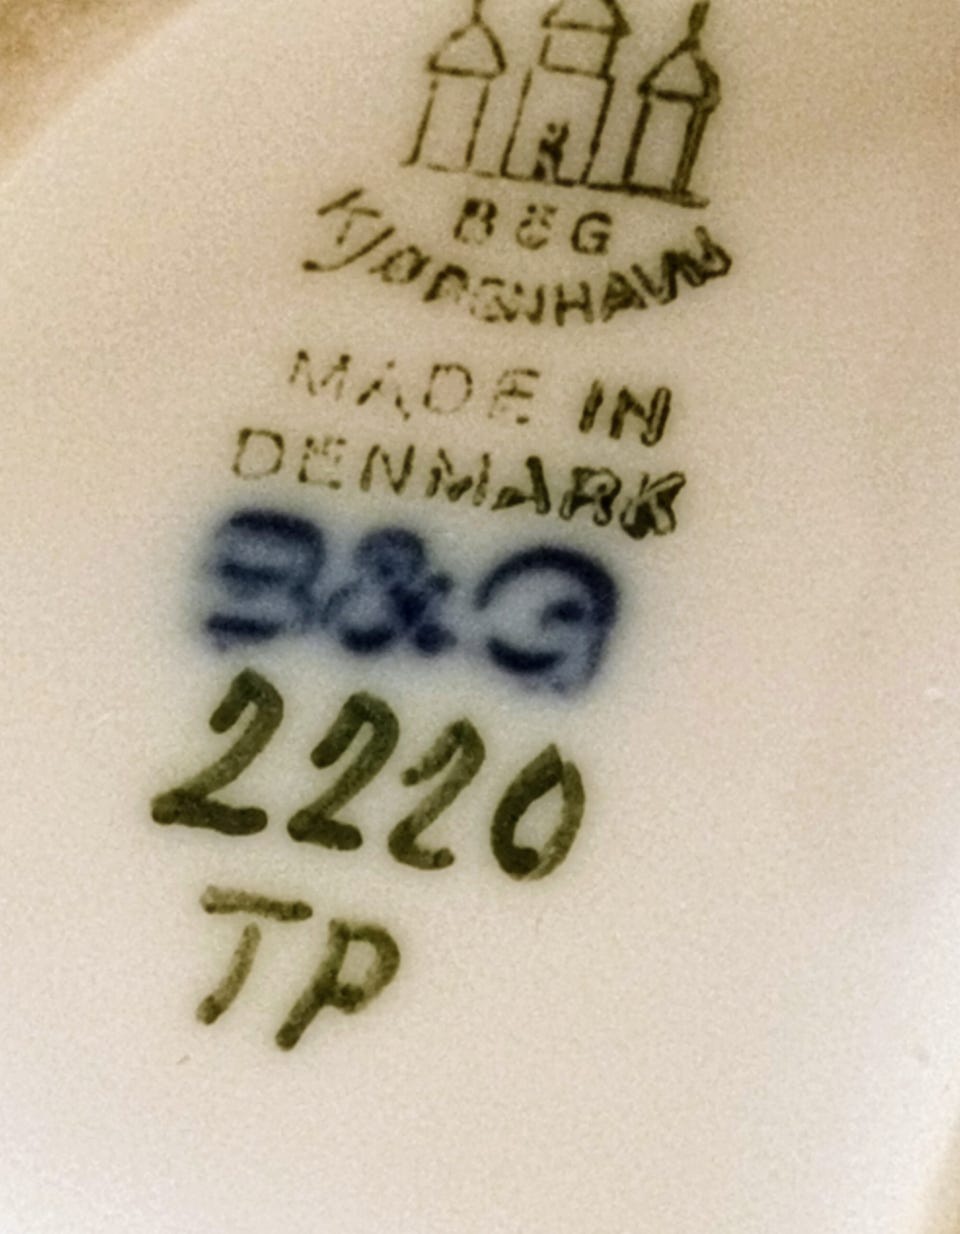 B&G
KJØBENHAVN
MADE IN
DENMARK
B&G
2220
TP